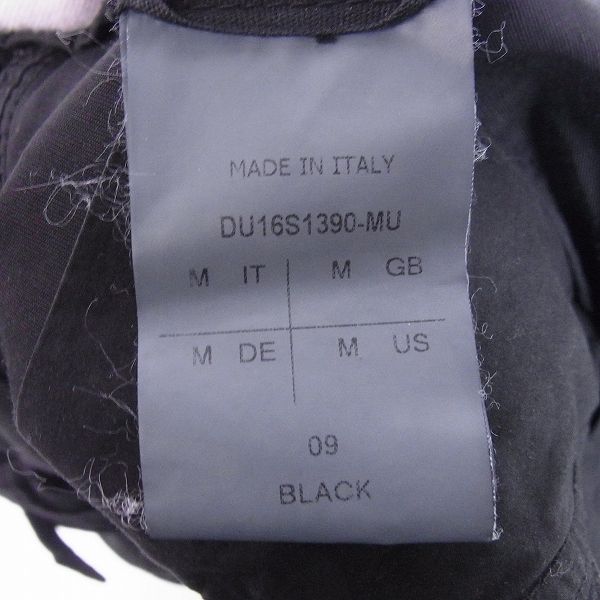 MADE IN ITALY
DU16S1390-MU
M IT M GB
M DE M US
09
BLACK